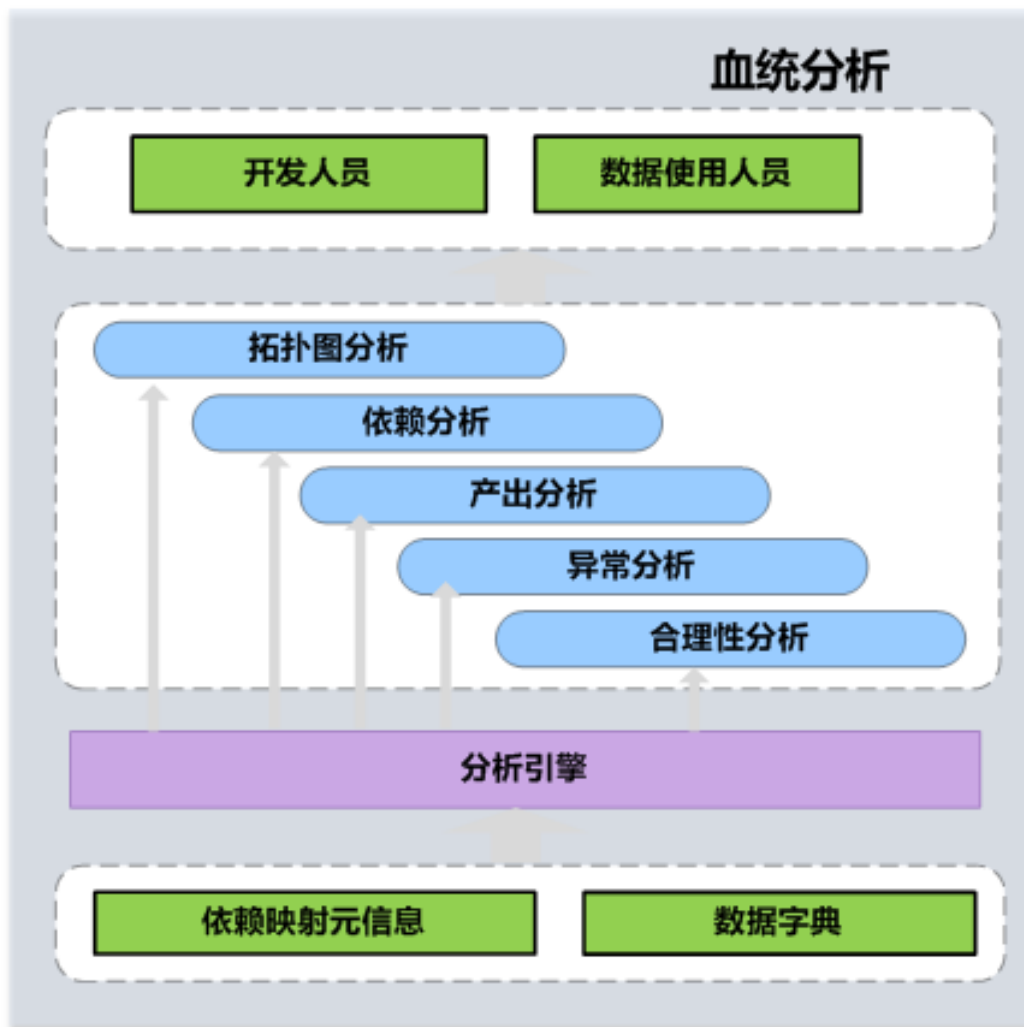 血统分析
开发人员
数据使用人员
拓扑图分析
依赖分析
产出分析
异常分析
合理性分析
分析引擎
依赖映射元信息
数据字典